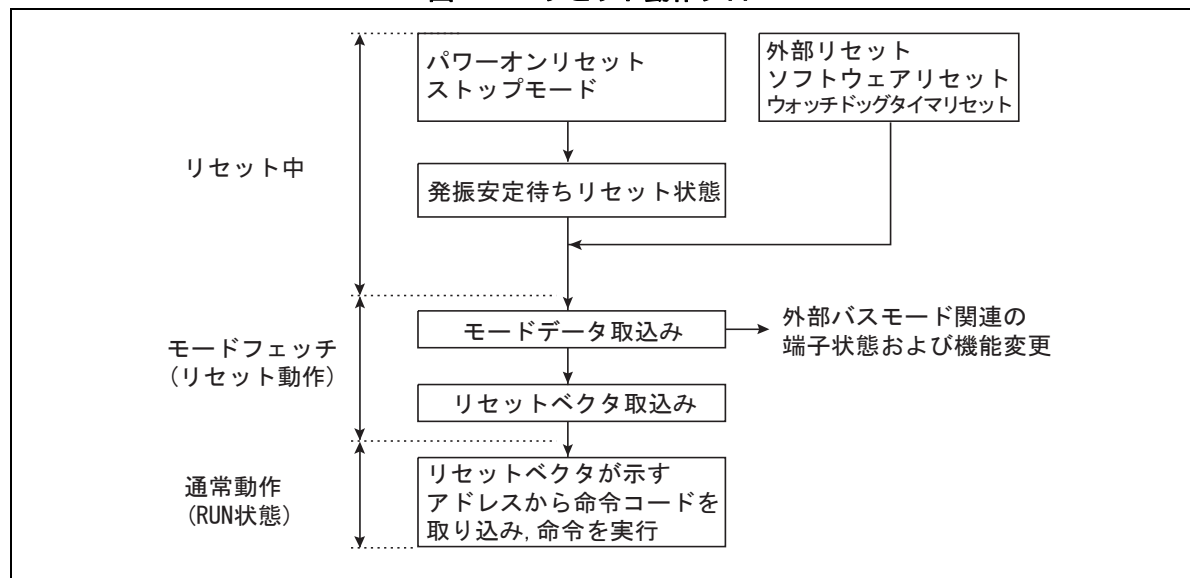 パワーオンリセット
ストップモード
外部リセット
ソフトウェアリセット
ウォッチドッグタイマリセット
リセット中
発振安定待ちリセット状態
モードデータ取込み
外部バスモード関連の
端子状態および機能変更
モードフェッチ
(リセット動作)
リセットベクタ取込み
通常動作
(RUN状態)
リセットベクタが示す
アドレスから命令コードを
取り込み,命令を実行